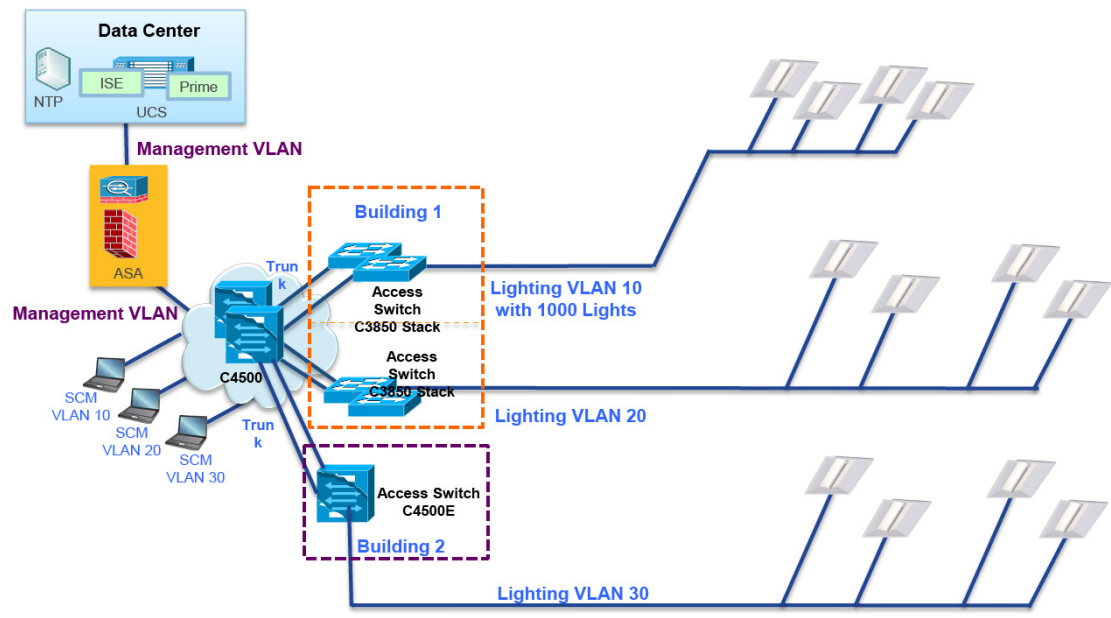 Data Center
ISE
Prime
NTP
UCS
Management VLAN
ASA
Management VLAN
Building 1
Trun
k
Access
Switch
C3850 Stack
Lighting VLAN 10
with 1000 Lights
Access
Switch
C3850 Stack
C4500
Lighting VLAN 20
SCM
VLAN 10
SCM
VLAN 20
SCM
VLAN 30
Trun
k
Access Switch
C4500E
Building 2
Lighting VLAN 30